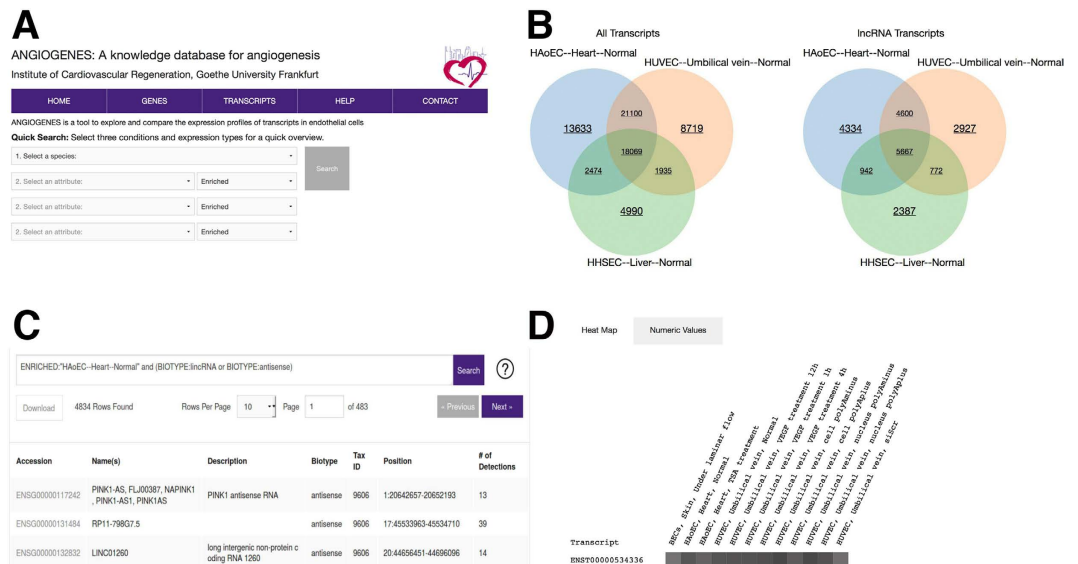 A
ANGIOGENES: A knowledge database for angiogenesis
Institute of Cardiovascular Regeneration, Goethe University Frankfurt
HOME GENES TRANSCRIPTS HELP CONTACT
ANGIOGENES is a tool to explore and compare the expression profiles of transcripts in endothelial cells
Quick Search: Select three conditions and expression types for a quick overview.
1. Select a species:
Search
2. Select an attribute: Enriched
2. Select an attribute: Enriched
2. Select an attribute: Enriched
B
All Transcripts
HAoEC--Heart--Normal
HUVEC--Umbilical vein--Normal
21100
13633 8719
18069
2474 1935
4990
HHSEC--Liver--Normal
lncRNA Transcripts
HAoEC--Heart--Normal
HUVEC--Umbilical vein--Normal
4600
4334 2927
5667
942 772
2387
HHSEC--Liver--Normal
C
ENRICHED:"HAoEC--Heart--Normal" and (BIOTYPE:lincRNA or BIOTYPE:antisense)
Search ?
Download 4834 Rows Found Rows Per Page 10 Page 1 of 483 « Previous Next »
Accession Name(s) Description Biotype Tax ID Position # of Detections
ENSG00000117242 PINK1-AS, FLJ00387, NAPINK1
, PINK1-AS1, PINK1AS PINK1 antisense RNA antisense 9606 1:20642657-20652193 13
ENSG00000131484 RP11-798G7.5 antisense 9606 17:45533963-45534710 39
ENSG00000132832 LINC01260 long intergenic non-protein c
oding RNA 1260 antisense 9606 20:44656451-44696096 14
D
Heat Map Numeric Values
BECs, Skin, Under laminar flow
HAoEC, Heart, Normal
HAoEC, Heart, TSA treatment
HUVEC, Umbilical vein, Normal
HUVEC, Umbilical vein, VEGF treatment 12h
HUVEC, Umbilical vein, VEGF treatment 1h
HUVEC, Umbilical vein, VEGF treatment 4h
HUVEC, Umbilical vein, cell polyAminus
HUVEC, Umbilical vein, cell polyAplus
HUVEC, Umbilical vein, nucleus polyAminus
HUVEC, Umbilical vein, nucleus polyAplus
HUVEC, Umbilical vein, siScr
Transcript
ENST00000534336